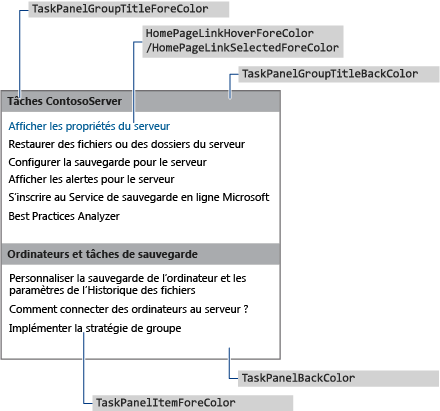 TaskPanelGroupTitleForeColor
HomePageLinkHoverForeColor
/HomePageLinkSelectedForeColor
TaskPanelGroupTitleBackColor
Tâches ContosoServer
Afficher les propriétés du serveur
Restaurer des fichiers ou des dossiers du serveur
Configurer la sauvegarde pour le serveur
Afficher les alertes pour le serveur
S'inscrire au Service de sauvegarde en ligne Microsoft
Best Practices Analyzer
Ordinateurs et tâches de sauvegarde
Personnaliser la sauvegarde de l'ordinateur et les
paramètres de l'Historique des fichiers
Comment connecter des ordinateurs au serveur ?
Implémenter la stratégie de groupe
TaskPanelBackColor
TaskPanelItemForeColor